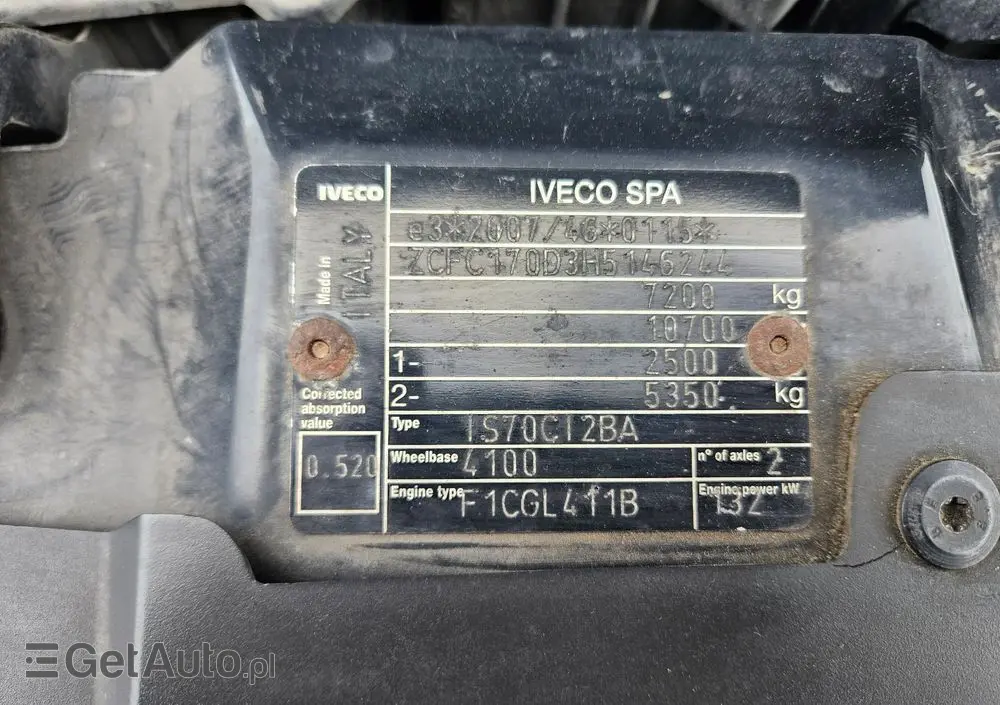 IVECO
IVECO SPA
Made in
ITALY
e3*2007/46*0115*
ZCFC170D3H5146244
7200 kg
10700
1- 2500
2- 5350 kg
Corrected
absorption
value
0.520
Type IS70CI2BA
Wheelbase 4100
n° of axles 2
Engine type F1CGL411B
Engine power kW
132
GetAuto.pl